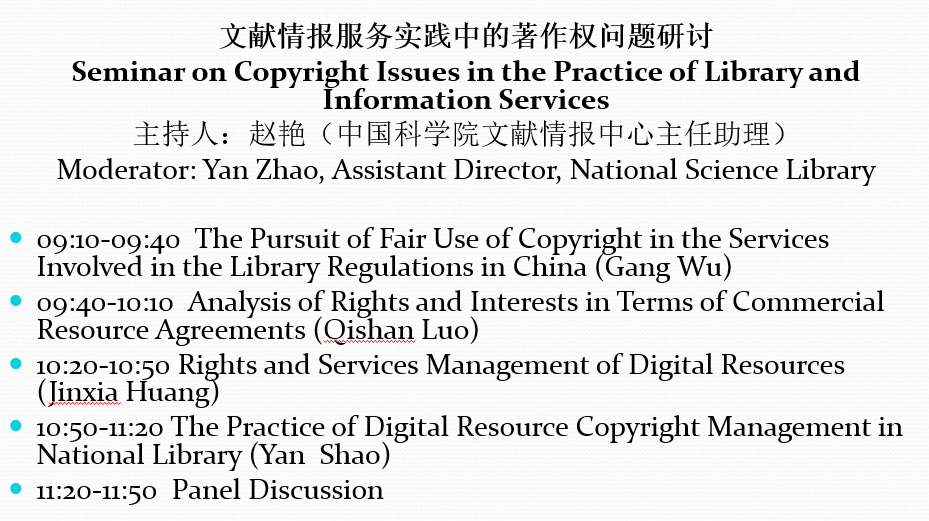 文献情报服务实践中的著作权问题研讨
Seminar on Copyright Issues in the Practice of Library and
Information Services
主持人：赵艳（中国科学院文献情报中心主任助理）
Moderator: Yan Zhao, Assistant Director, National Science Library
09:10-09:40  The Pursuit of Fair Use of Copyright in the Services
Involved in the Library Regulations in China (Gang Wu)
09:40-10:10  Analysis of Rights and Interests in Terms of Commercial
Resource Agreements (Qishan Luo)
10:20-10:50 Rights and Services Management of Digital Resources
(Jinxia Huang)
10:50-11:20 The Practice of Digital Resource Copyright Management in
National Library (Yan  Shao)
11:20-11:50  Panel Discussion